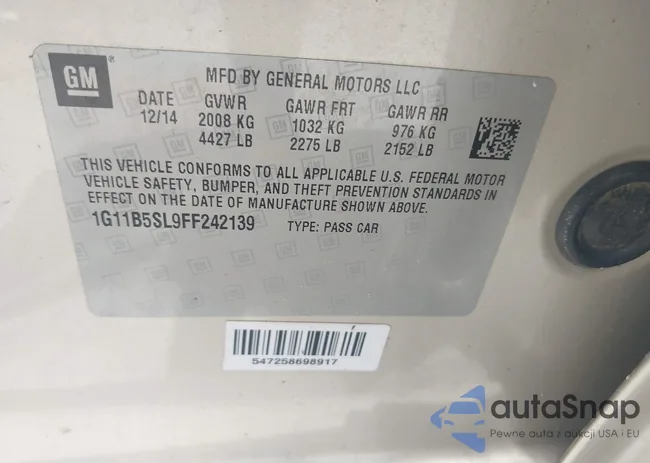 GM
MFD BY GENERAL MOTORS LLC
DATE GVWR GAWR FRT GAWR RR
12/14 2008 KG 1032 KG 976 KG
4427 LB 2275 LB 2152 LB
THIS VEHICLE CONFORMS TO ALL APPLICABLE U.S. FEDERAL MOTOR
VEHICLE SAFETY, BUMPER, AND THEFT PREVENTION STANDARDS IN
EFFECT ON THE DATE OF MANUFACTURE SHOWN ABOVE.
1G11B5SL9FF242139 TYPE: PASS CAR
547258698917
autaSnap
Pewne auta z aukcji USA i EU